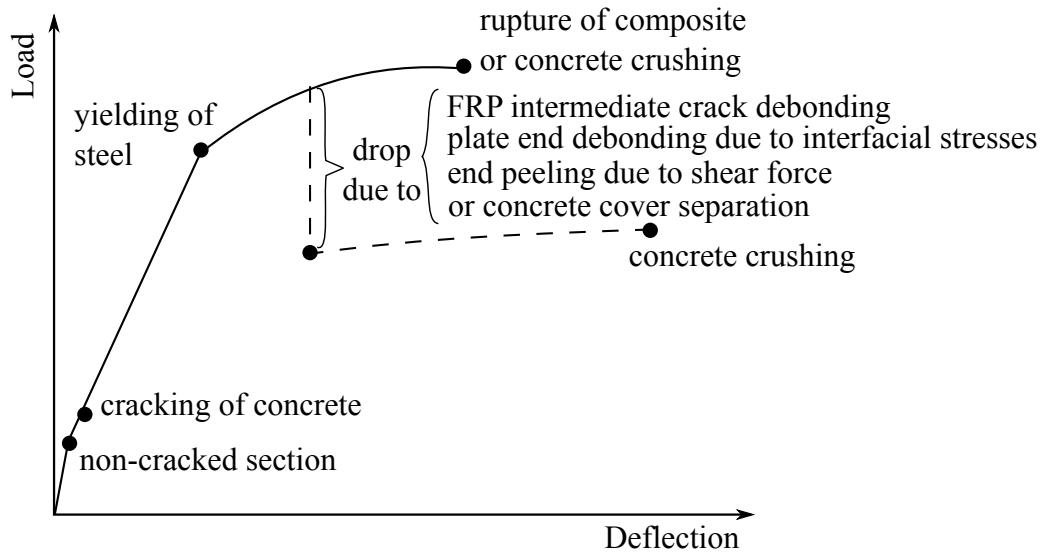 Load
rupture of composite
or concrete crushing
yielding of
steel
drop
due to
FRP intermediate crack debonding
plate end debonding due to interfacial stresses
end peeling due to shear force
or concrete cover separation
concrete crushing
cracking of concrete
non-cracked section
Deflection